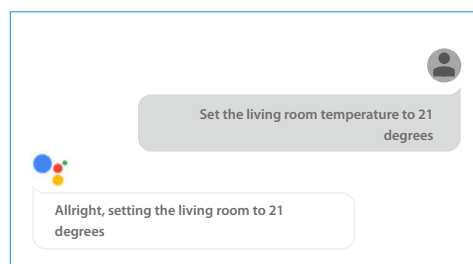 Set the living room temperature to 21
degrees
Allright, setting the living room to 21
degrees